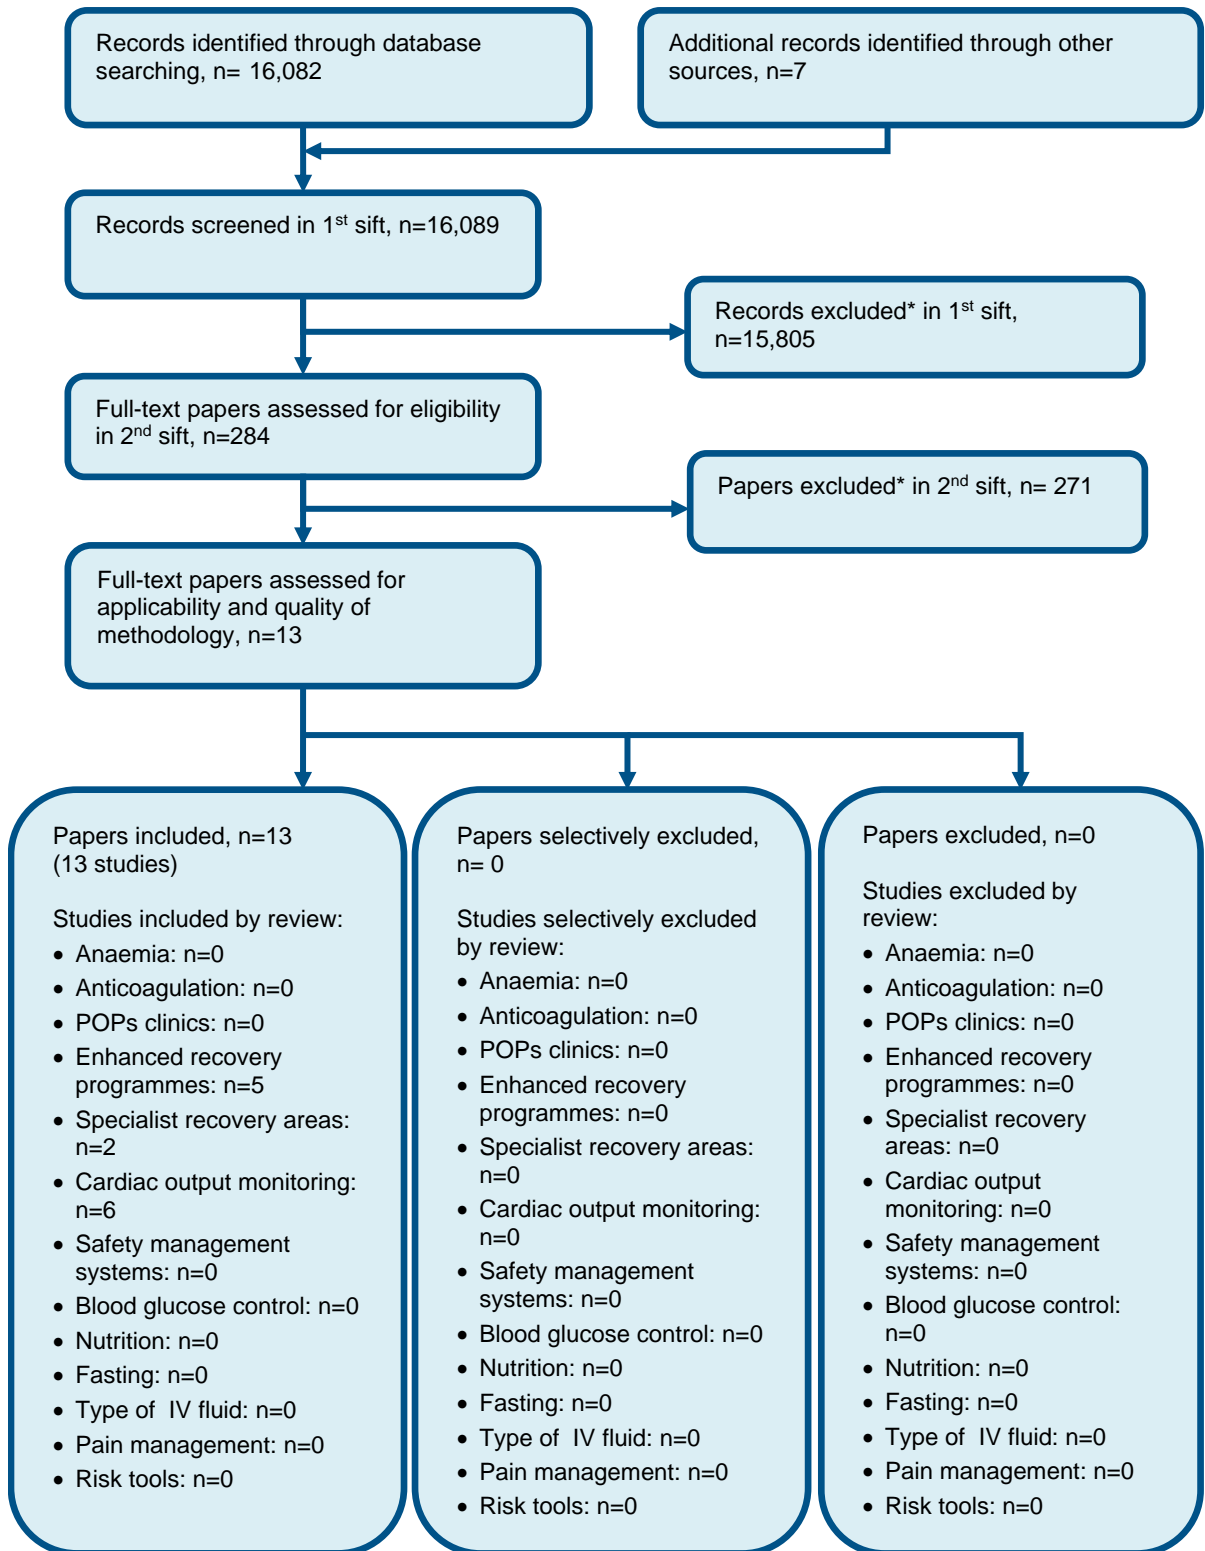 Records identified through database
searching, n= 16,082
Additional records identified through other
sources, n=7
Records screened in 1st sift, n=16,089
Records excluded* in 1st sift,
n=15,805
Full-text papers assessed for eligibility
in 2nd sift, n=284
Papers excluded* in 2nd sift, n= 271
Full-text papers assessed for
applicability and quality of
methodology, n=13
Papers included, n=13
(13 studies)
Studies included by review:
• Anaemia: n=0
• Anticoagulation: n=0
• POPs clinics: n=0
• Enhanced recovery
programmes: n=5
• Specialist recovery areas:
n=2
• Cardiac output monitoring:
n=6
• Safety management
systems: n=0
• Blood glucose control: n=0
• Nutrition: n=0
• Fasting: n=0
• Type of  IV fluid: n=0
• Pain management: n=0
• Risk tools: n=0
Papers selectively excluded,
n= 0
Studies selectively excluded
by review:
• Anaemia: n=0
• Anticoagulation: n=0
• POPs clinics: n=0
• Enhanced recovery
programmes: n=0
• Specialist recovery areas:
n=0
• Cardiac output monitoring:
n=0
• Safety management
systems: n=0
• Blood glucose control: n=0
• Nutrition: n=0
• Fasting: n=0
• Type of  IV fluid: n=0
• Pain management: n=0
• Risk tools: n=0
Papers excluded, n=0
Studies excluded by
review:
• Anaemia: n=0
• Anticoagulation: n=0
• POPs clinics: n=0
• Enhanced recovery
programmes: n=0
• Specialist recovery
areas: n=0
• Cardiac output
monitoring: n=0
• Safety management
systems: n=0
• Blood glucose control:
n=0
• Nutrition: n=0
• Fasting: n=0
• Type of  IV fluid: n=0
• Pain management: n=0
• Risk tools: n=0